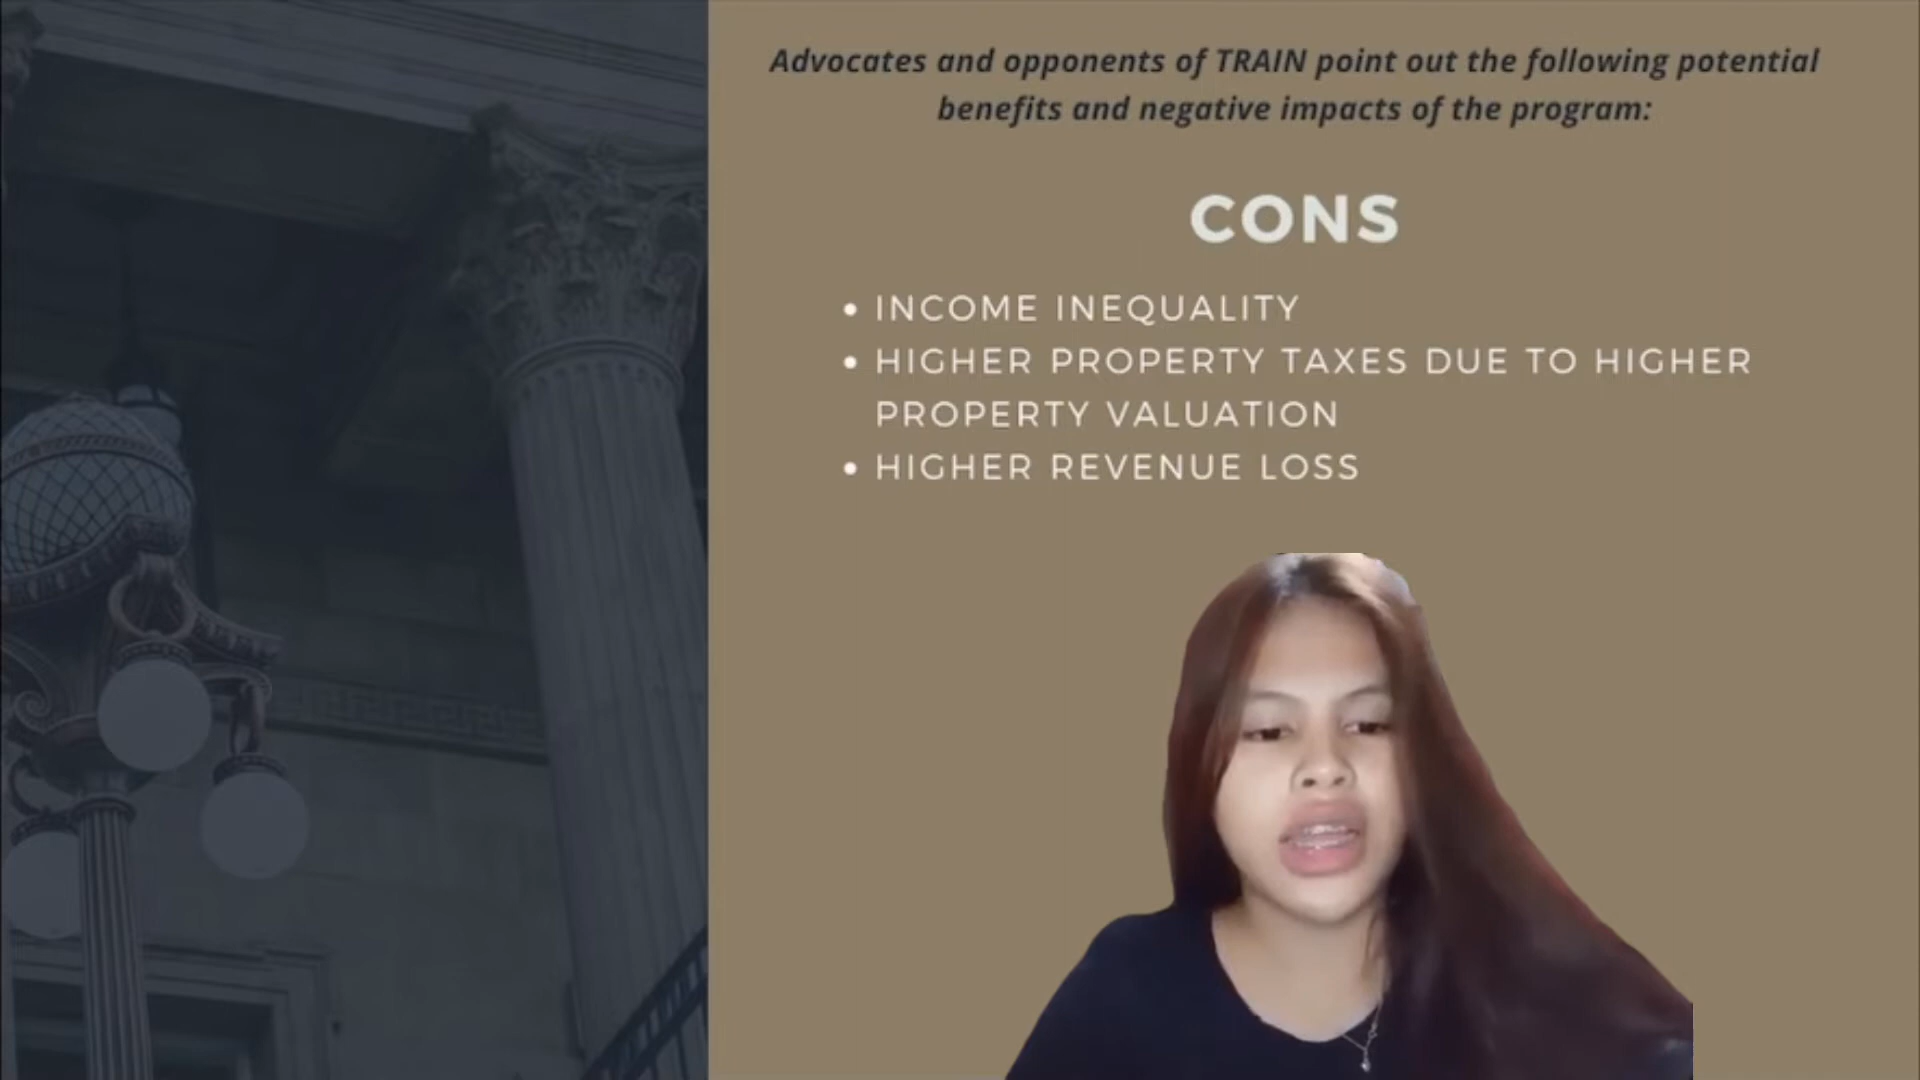 Advocates and opponents of TRAIN point out the following potential
benefits and negative impacts of the program:
CONS
• INCOME INEQUALITY
• HIGHER PROPERTY TAXES DUE TO HIGHER
PROPERTY VALUATION
• HIGHER REVENUE LOSS